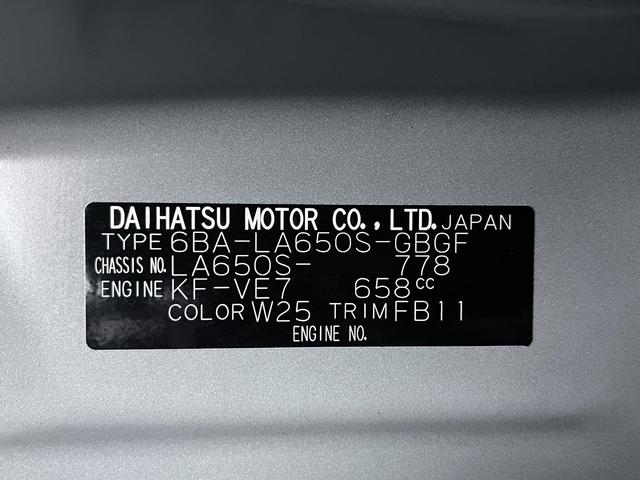 DAIHATSU MOTOR CO., LTD. JAPAN
TYPE 6BA-LA650S-GBGF
CHASSIS NO. LA650S- 778
ENGINE KF-VE7 658cc
COLOR W25 TRIM FB11
ENGINE NO.